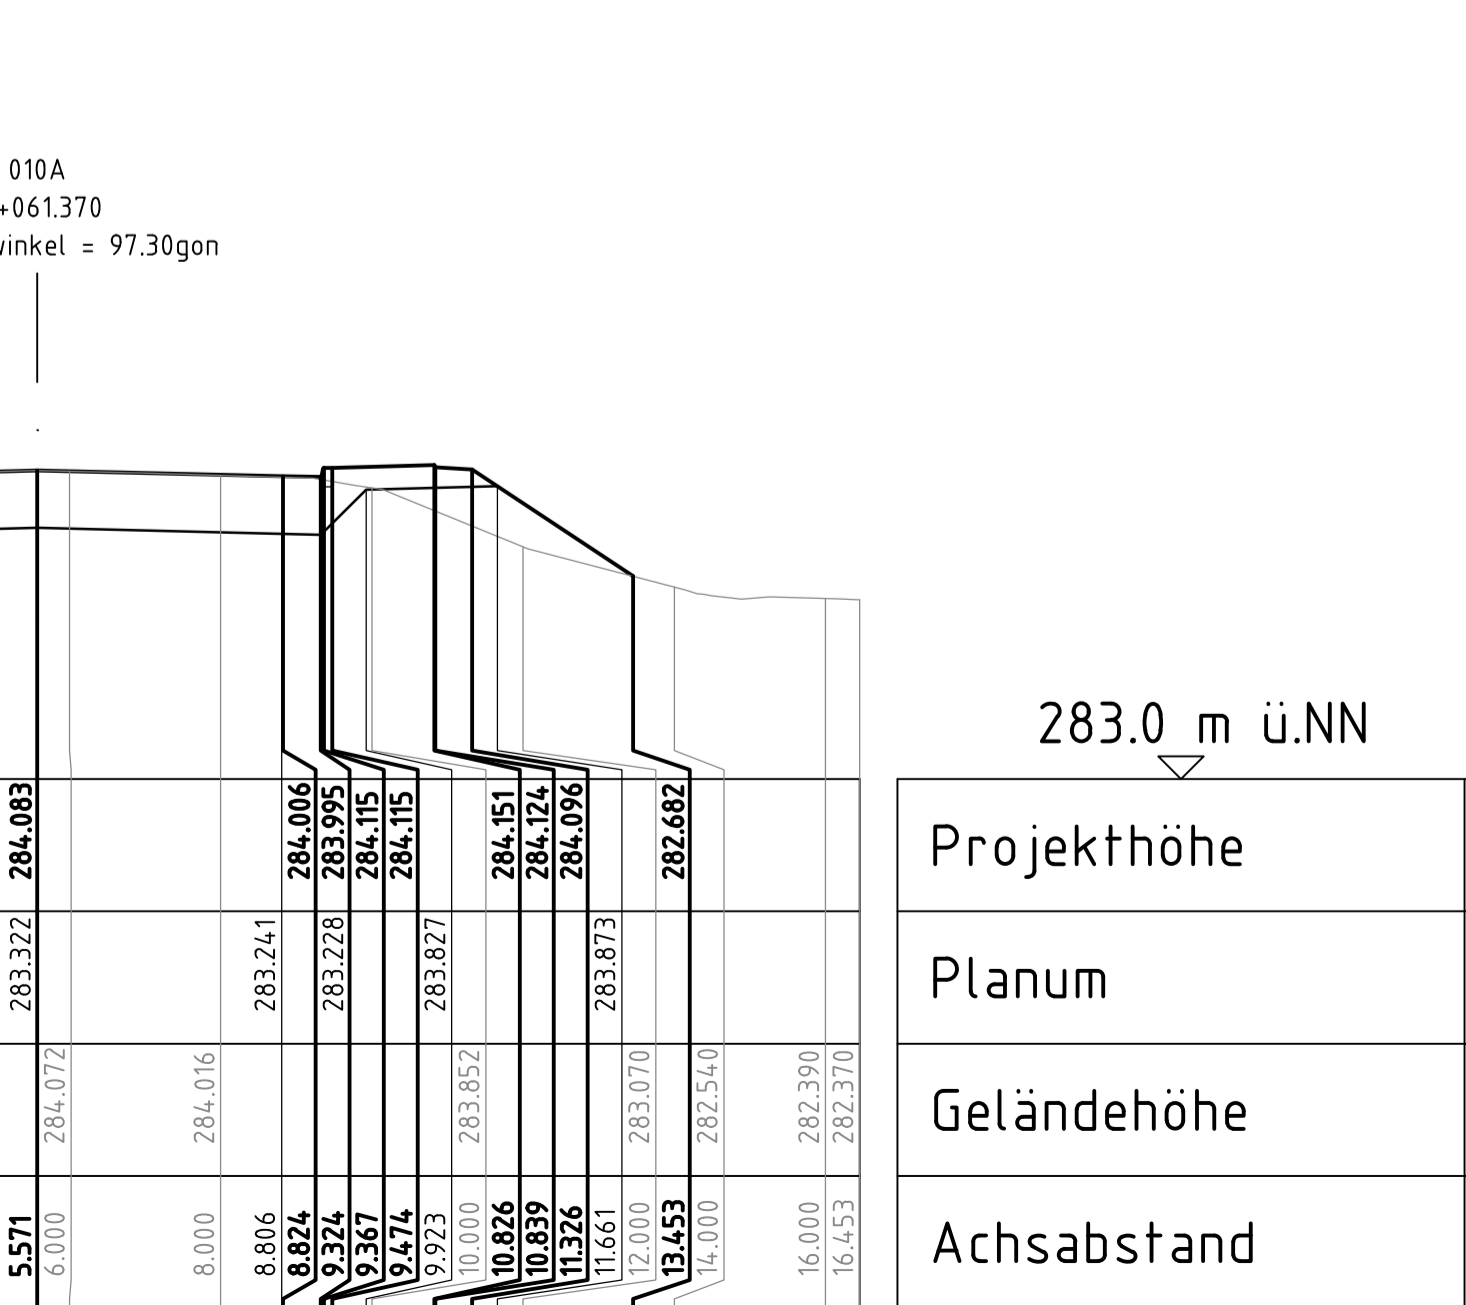 010A
+061.370
winkel = 97.30gon
283.0 m ü.NN
284.083 284.006 283.995 284.115 284.115 284.151 284.124 284.096 282.682 Projekthöhe
283.322 283.241 283.228 283.827 283.873 Planum
284.072 284.016 283.852 283.070 282.540 282.390 282.370 Geländehöhe
5.571 6.000 8.000 8.806 8.824 9.324 9.367 9.474 9.923 10.000 10.826 10.839 11.326 11.661 12.000 13.453 14.000 16.000 16.453 Achsabstand